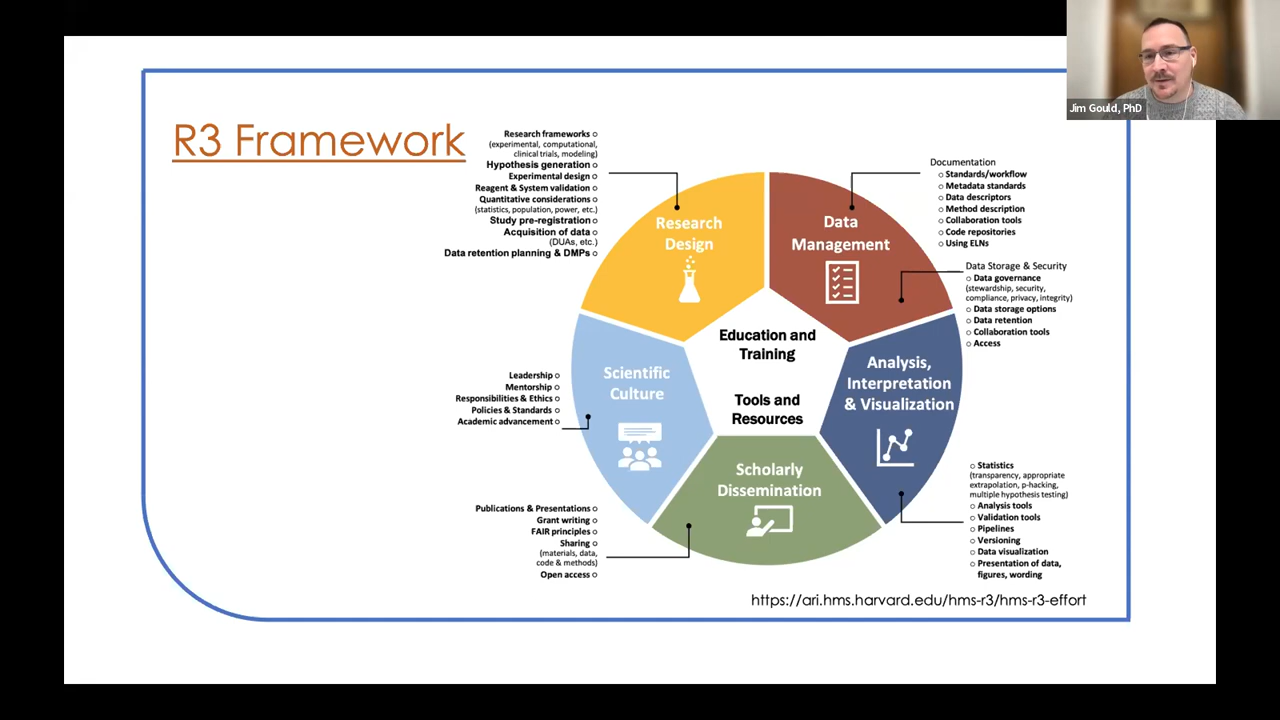 Jim Gould, PhD
R3 Framework
Research frameworks
(experimental, computational,
clinical trials, modeling)
Hypothesis generation
Experimental design
Reagent & System validation
Quantitative considerations
(statistics, population, power, etc.)
Study pre-registration
Acquisition of data
(DUAs, etc.)
Data retention planning & DMPs
Research
Design
Data
Management
Documentation
Standards/workflow
Metadata standards
Data descriptors
Method description
Collaboration tools
Code repositories
Using ELNs
Data Storage & Security
Data governance
(stewardship, security,
compliance, privacy, integrity)
Data storage options
Data retention
Collaboration tools
Access
Education and
Training
Tools and
Resources
Scientific
Culture
Leadership
Mentorship
Responsibilities & Ethics
Policies & Standards
Academic advancement
Analysis,
Interpretation
& Visualization
Statistics
(transparency, appropriate
extrapolation, p-hacking,
multiple hypothesis testing)
Analysis tools
Validation tools
Pipelines
Versioning
Data visualization
Presentation of data,
figures, wording
Scholarly
Dissemination
Publications & Presentations
Grant writing
FAIR principles
Sharing
(materials, data,
code & methods)
Open access
https://ari.hms.harvard.edu/hms-r3/hms-r3-effort